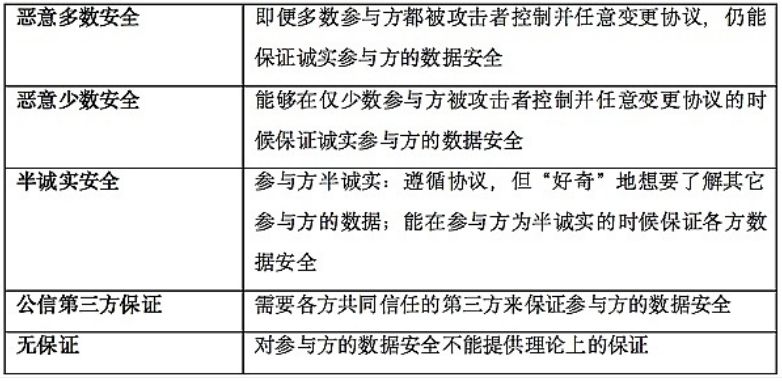 恶意多数安全
即便多数参与方都被攻击者控制并任意变更协议，仍能
保证诚实参与方的数据安全
恶意少数安全
能够在仅少数参与方被攻击者控制并任意变更协议的时
候保证诚实参与方的数据安全
半诚实安全
参与方半诚实：遵循协议，但“好奇”地想要了解其它
参与方的数据；能在参与方为半诚实的时候保证各方数
据安全
公信第三方保证
需要各方共同信任的第三方来保证参与方的数据安全
无保证
对参与方的数据安全不能提供理论上的保证